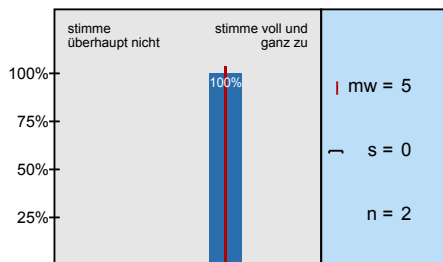 stimme
überhaupt nicht
stimme voll und
ganz zu
100%
75%
50%
25%
100%
mw = 5
s = 0
n = 2